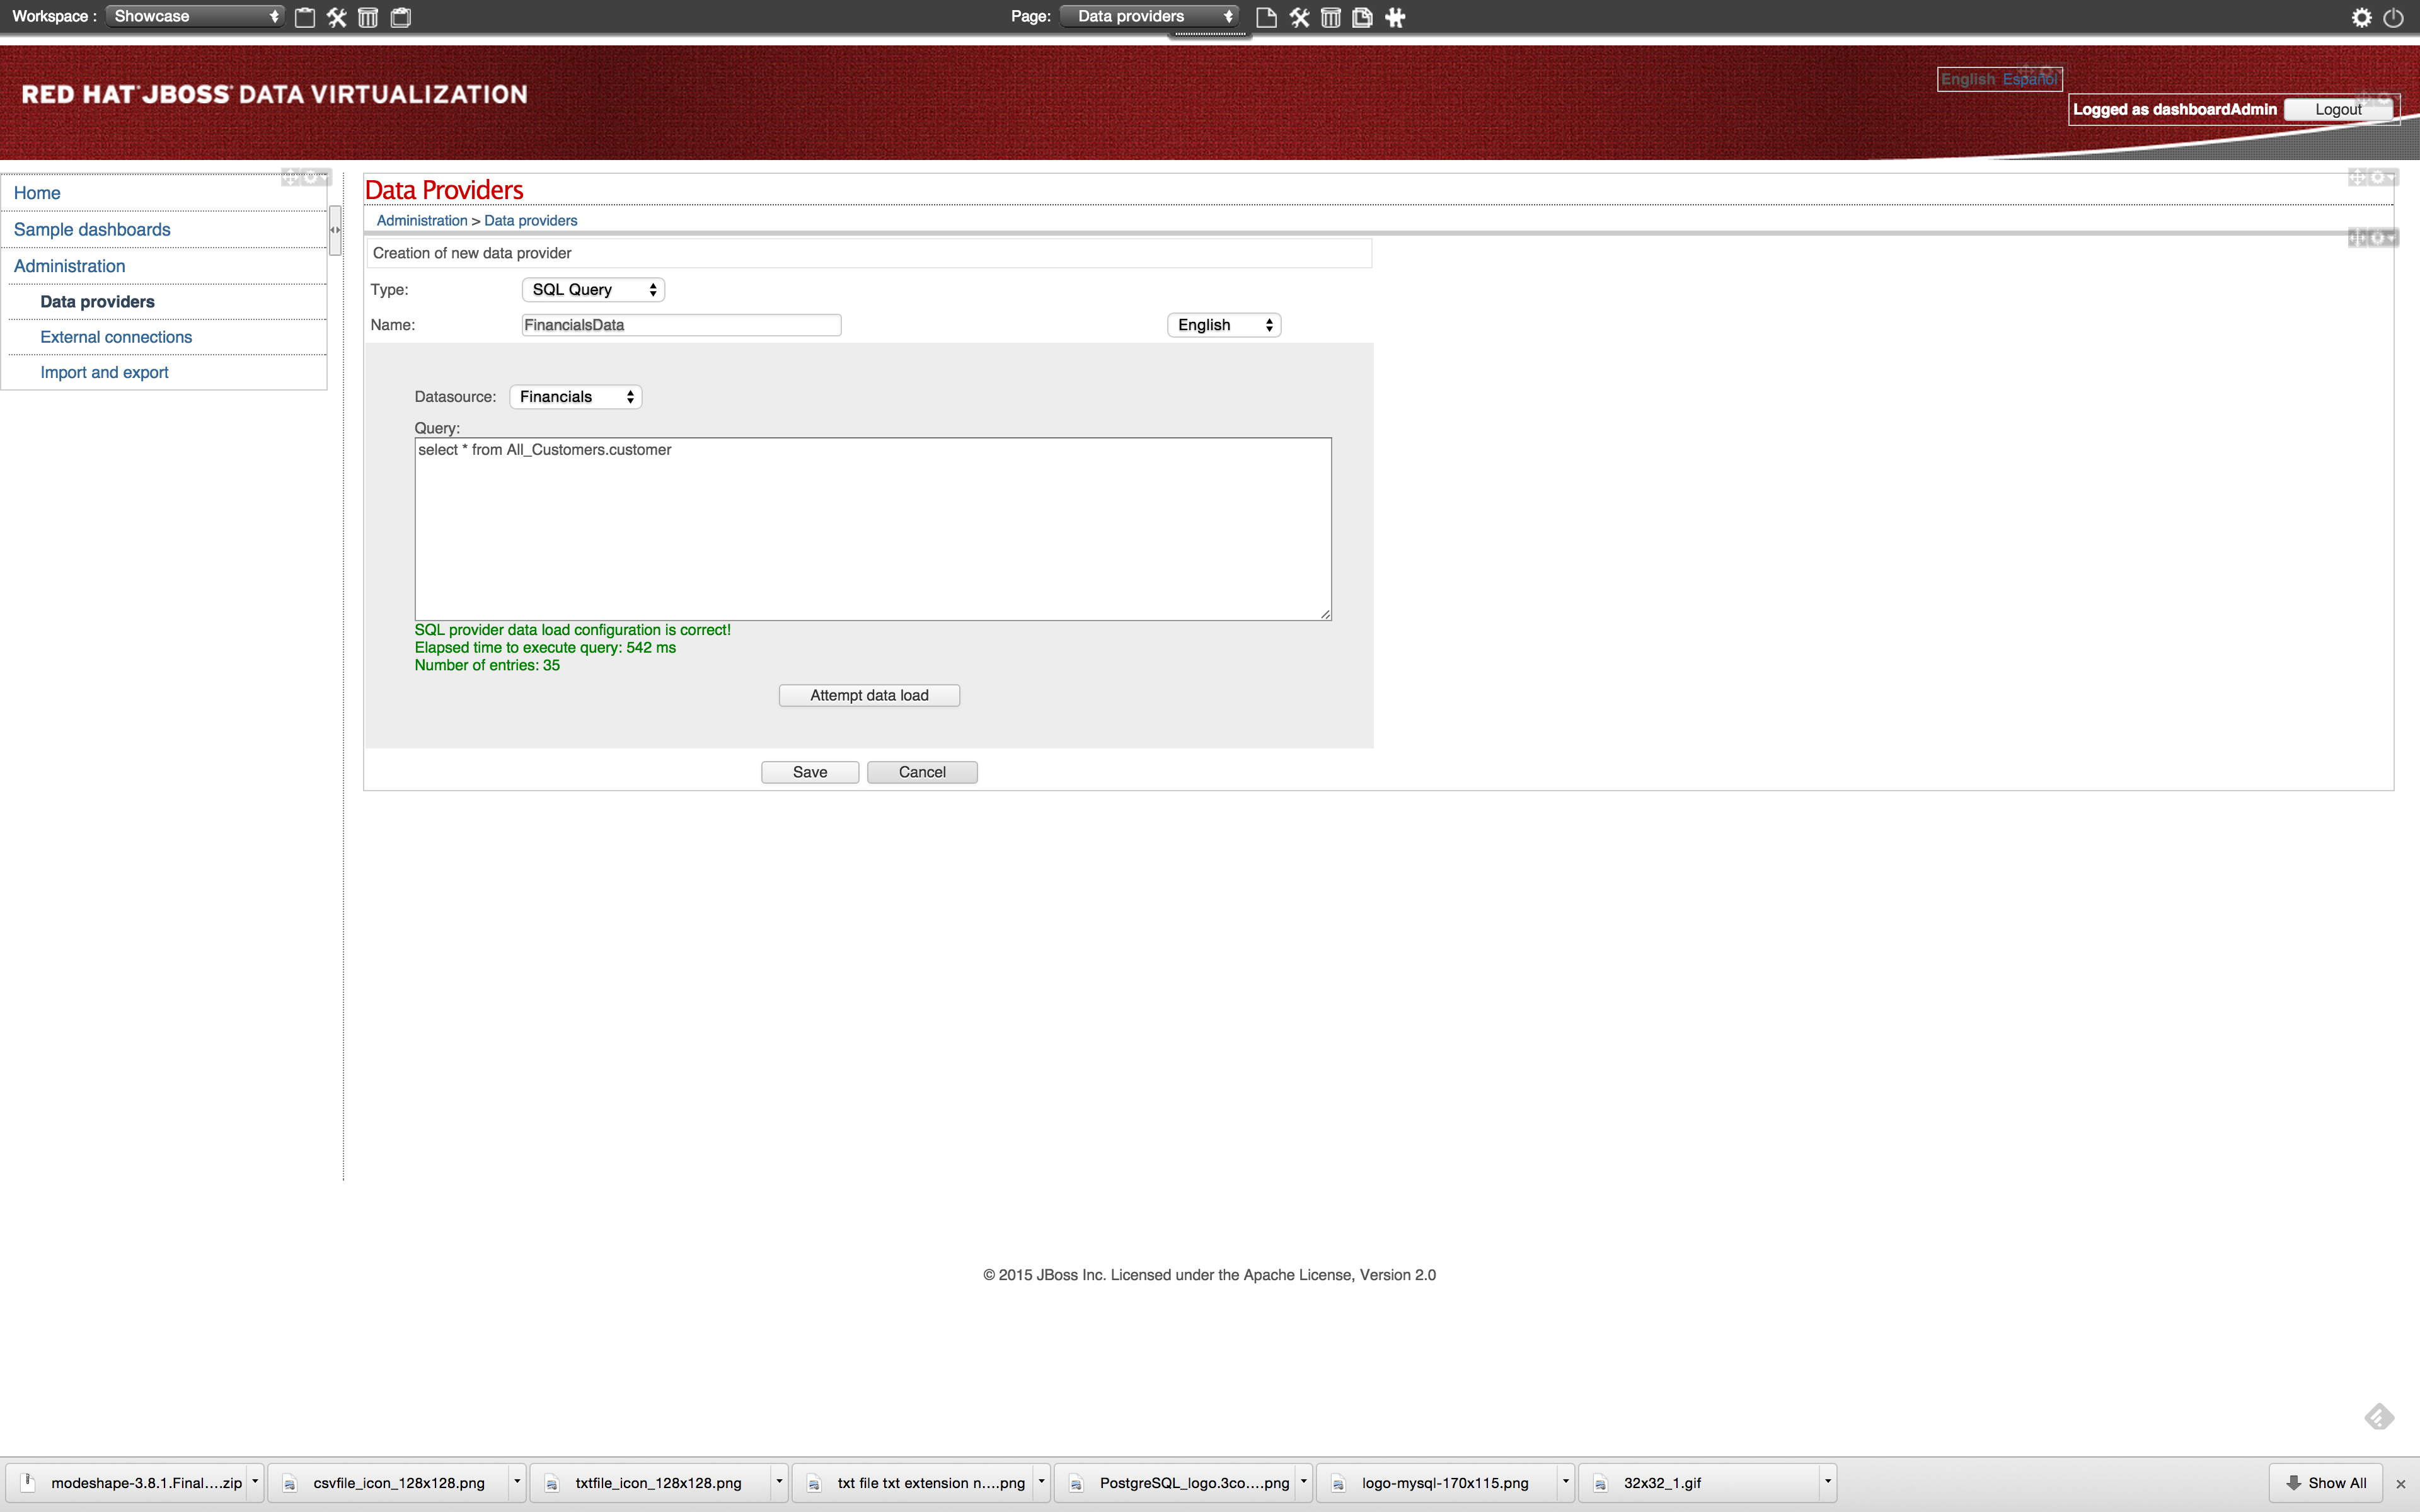 Workspace : Showcase
Page: Data providers
RED HAT JBOSS DATA VIRTUALIZATION
English Español
Logged as dashboardAdmin Logout
Home
Sample dashboards
Administration
Data providers
External connections
Import and export
Data Providers
Administration > Data providers
Creation of new data provider
Type: SQL Query
Name: FinancialsData English
Datasource: Financials
Query:
select * from All_Customers.customer
SQL provider data load configuration is correct!
Elapsed time to execute query: 542 ms
Number of entries: 35
Attempt data load
Save Cancel
© 2015 JBoss Inc. Licensed under the Apache License, Version 2.0
modeshape-3.8.1.Final....zip csvfile_icon_128x128.png txtfile_icon_128x128.png txt file txt extension n....png PostgreSQL_logo.3co....png logo-mysql-170x115.png 32x32_1.gif Show All